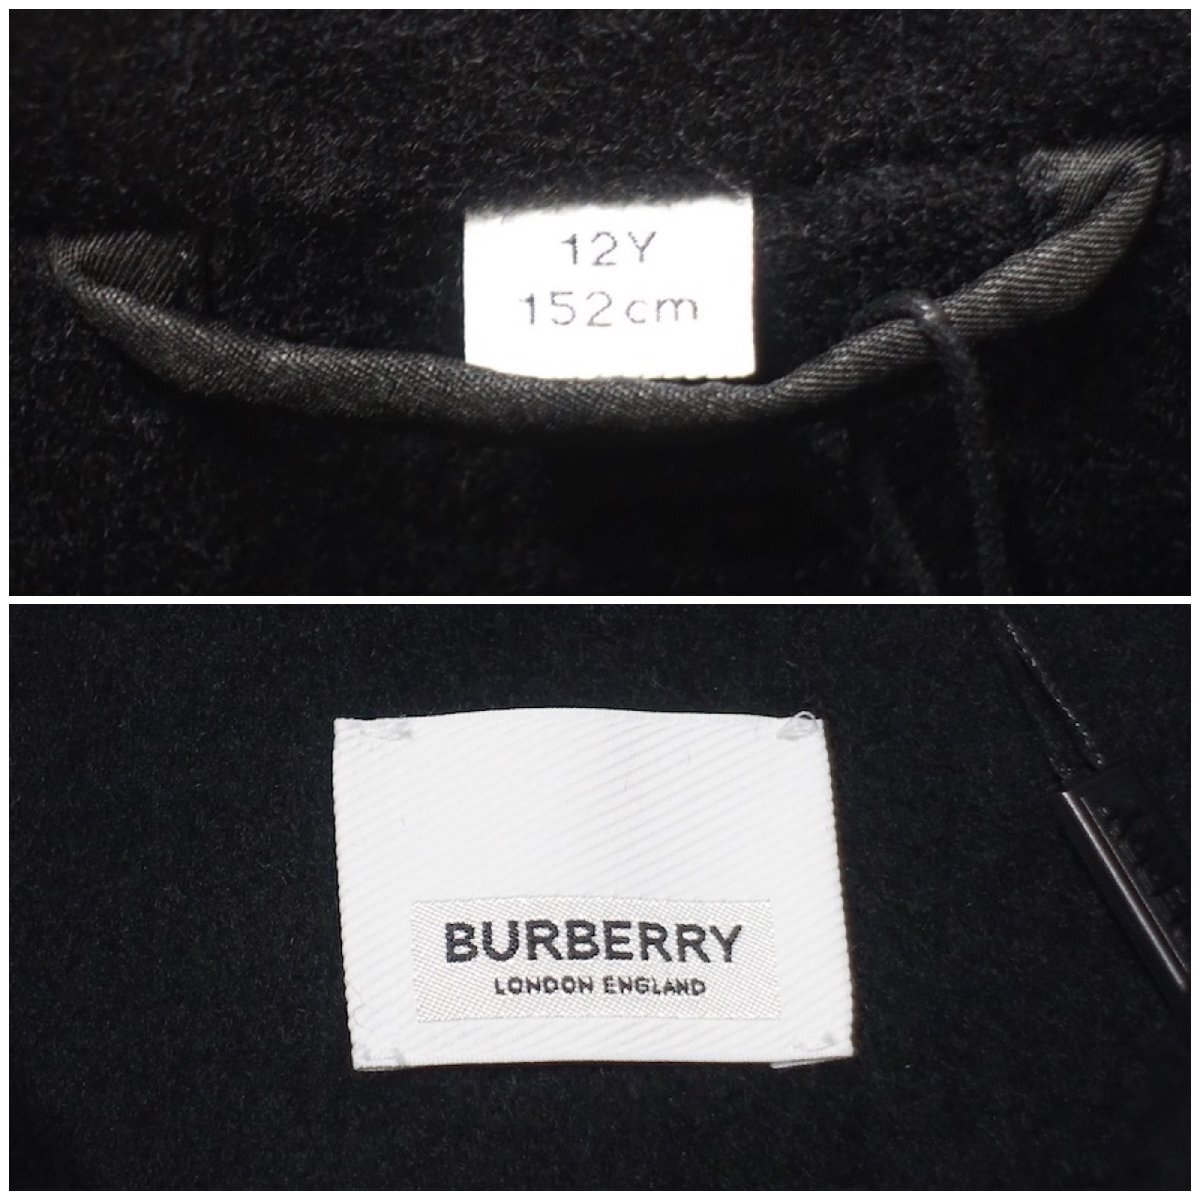 12Y
152cm
BURBERRY
LONDON ENGLAND